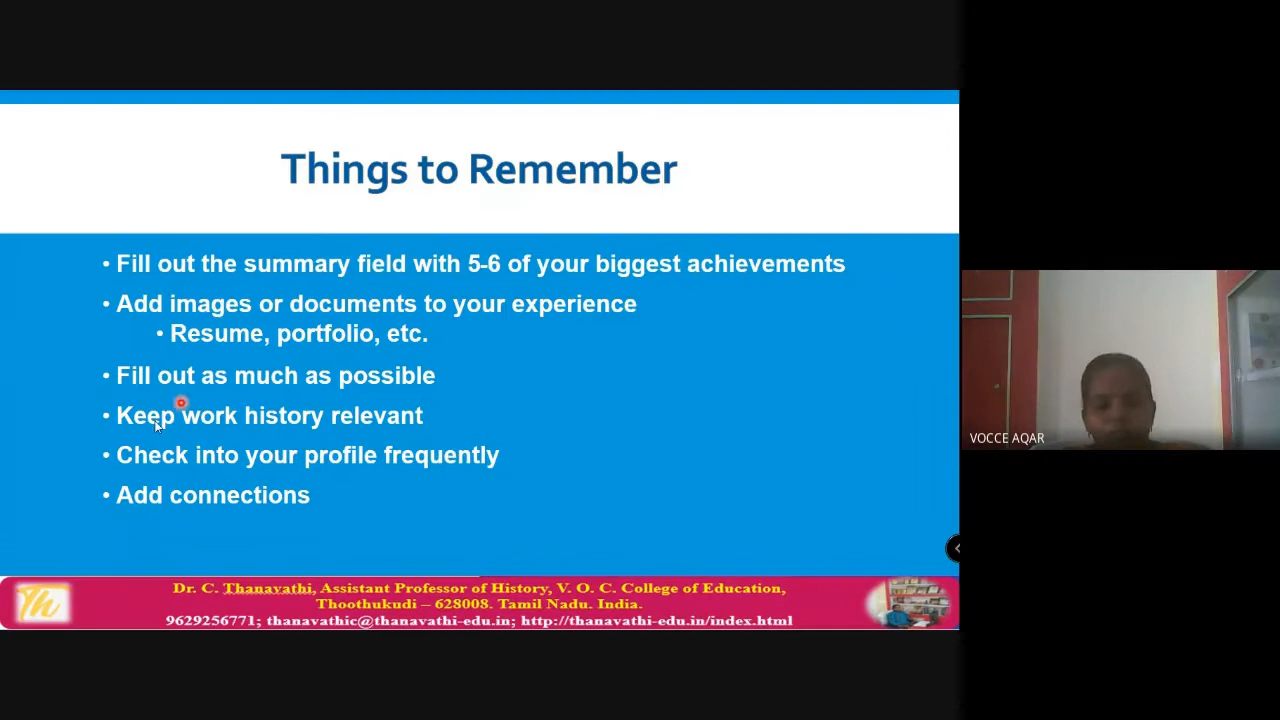 Things to Remember
• Fill out the summary field with 5-6 of your biggest achievements
• Add images or documents to your experience
• Resume, portfolio, etc.
• Fill out as much as possible
• Keep work history relevant
• Check into your profile frequently
• Add connections
VOCCE AQAR
Th
Dr. C. Thanavathi, Assistant Professor of History, V. O. C. College of Education,
Thoothukudi – 628008. Tamil Nadu. India.
9629256771; thanavathic@thanavathi-edu.in; http://thanavathi-edu.in/index.html